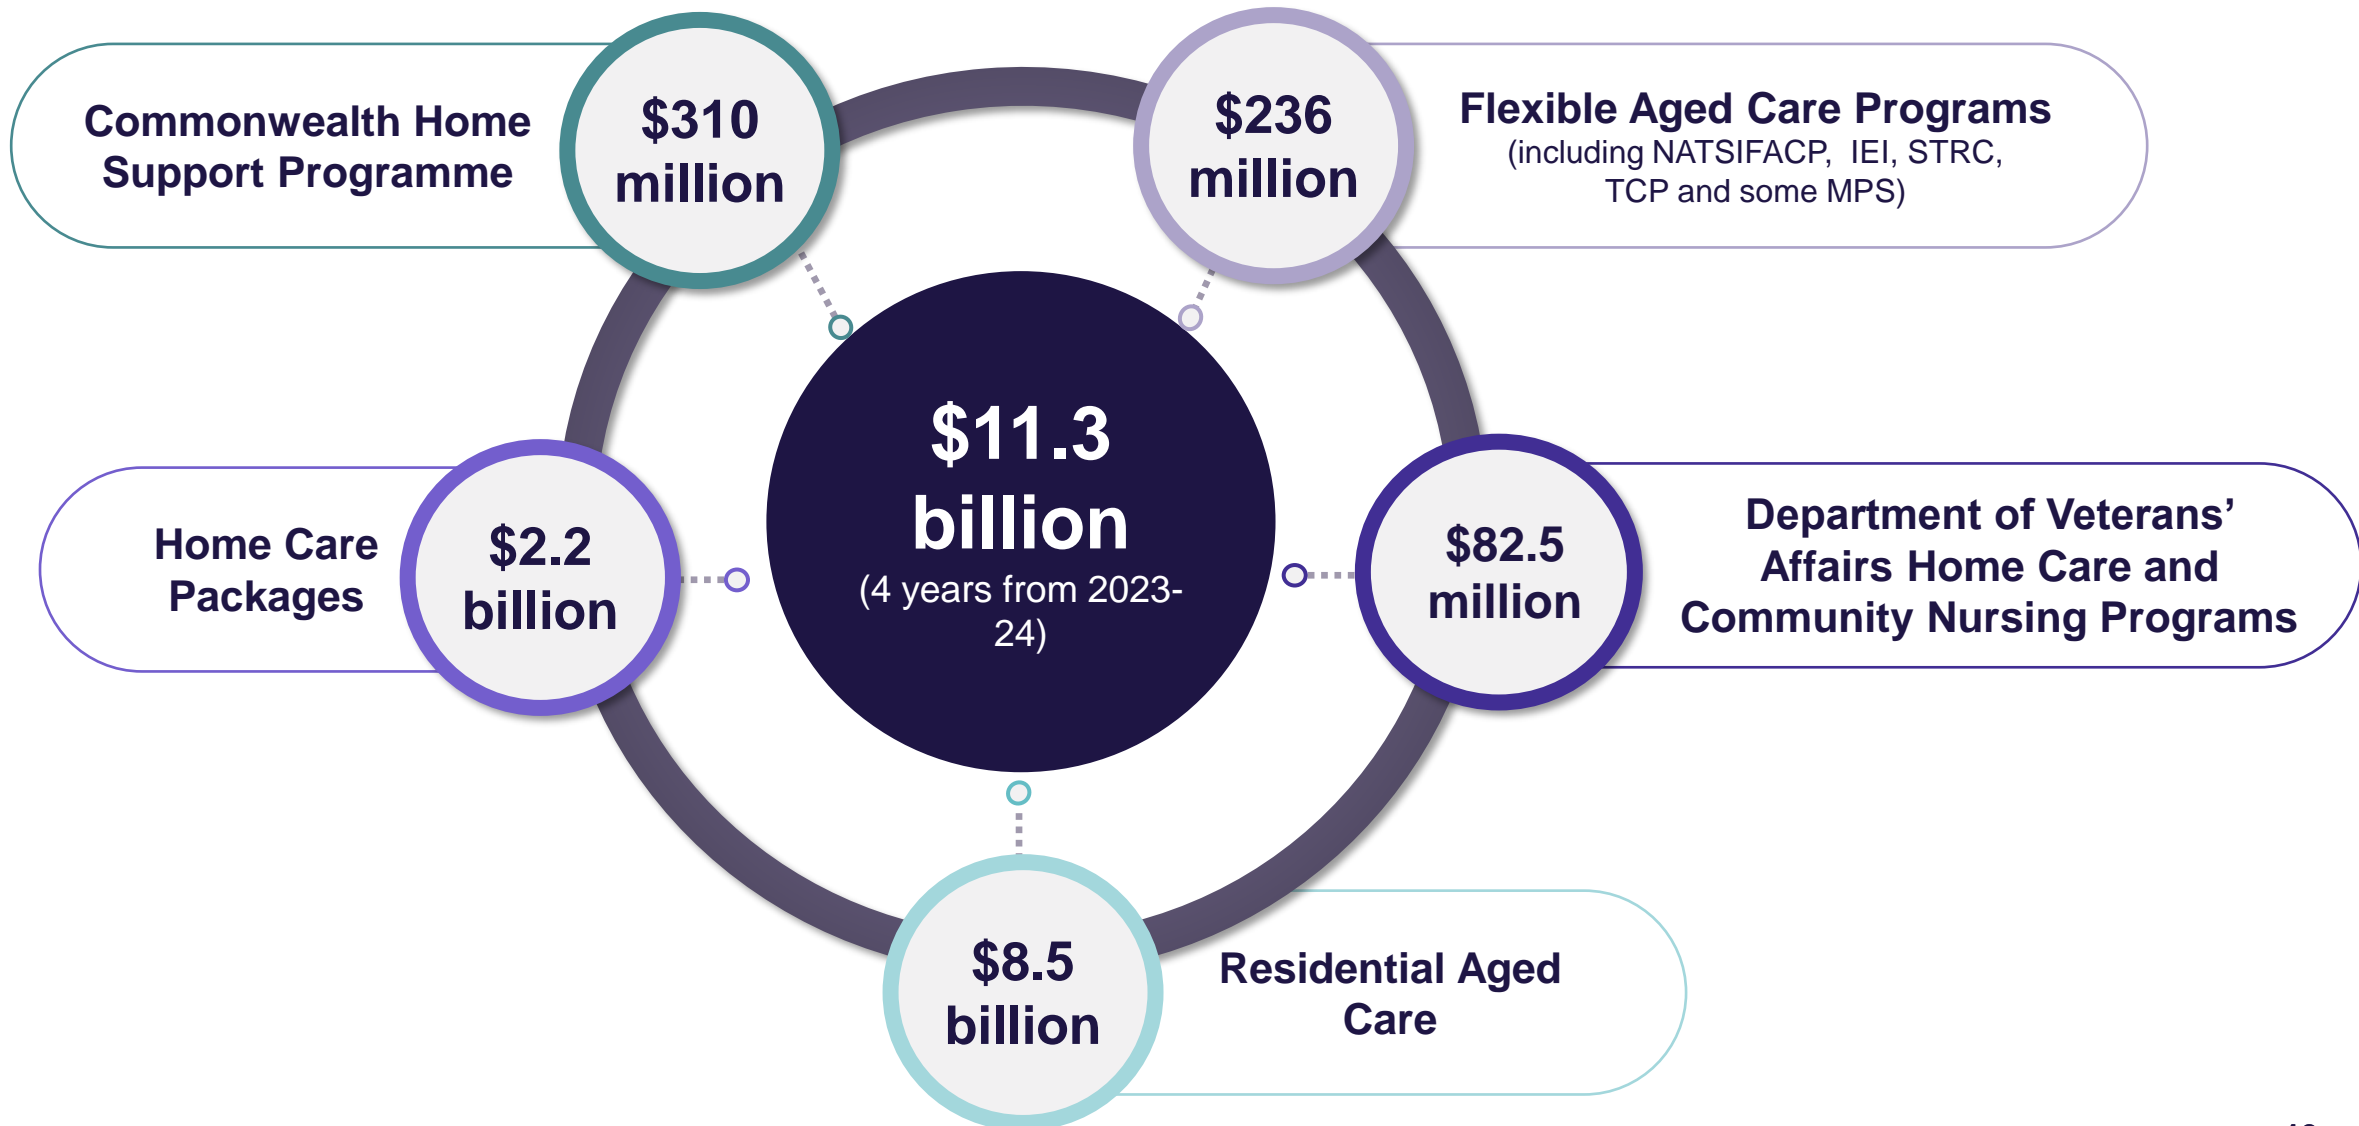 Commonwealth Home
Support Programme
$310
million
$236
million
Flexible Aged Care Programs
(including NATSIFACP, IEI, STRC,
TCP and some MPS)
$11.3
billion
(4 years from 2023-
24)
Home Care
Packages
$2.2
billion
$82.5
million
Department of Veterans’
Affairs Home Care and
Community Nursing Programs
$8.5
billion
Residential Aged
Care